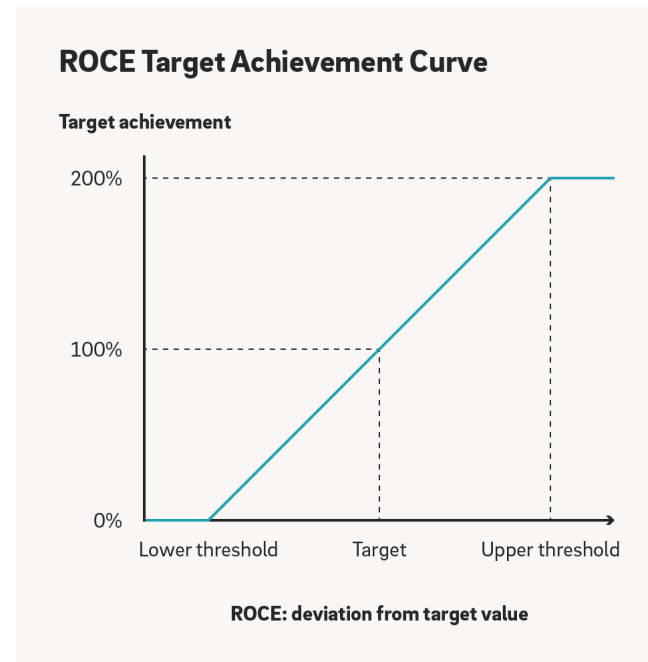 ROCE Target Achievement Curve
Target achievement
200%
100%
0%
Lower threshold Target Upper threshold
ROCE: deviation from target value